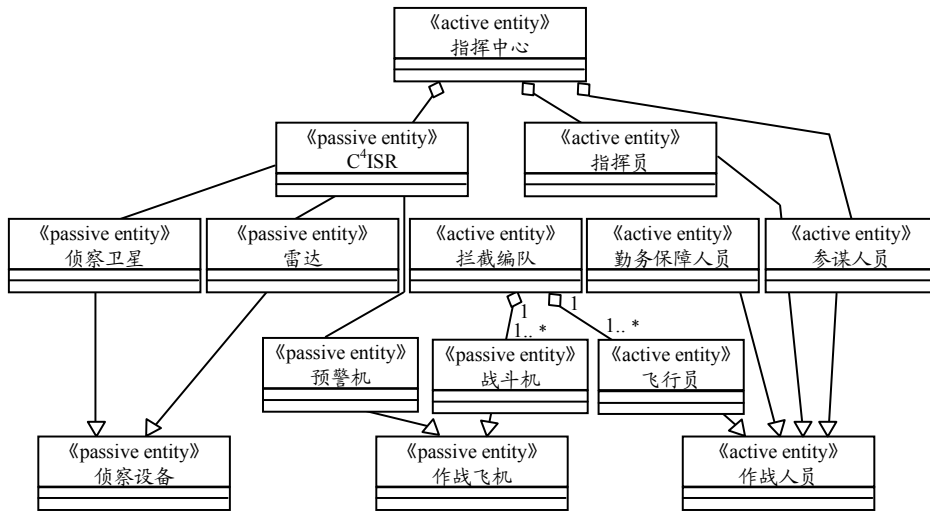 《active entity》
指挥中心
《passive entity》
C⁴ISR
《active entity》
指挥员
《passive entity》
侦察卫星
《passive entity》
雷达
《active entity》
拦截编队
《active entity》
勤务保障人员
《active entity》
参谋人员
1
1
1.. *
1.. *
《passive entity》
预警机
《passive entity》
战斗机
《active entity》
飞行员
《passive entity》
侦察设备
《passive entity》
作战飞机
《active entity》
作战人员